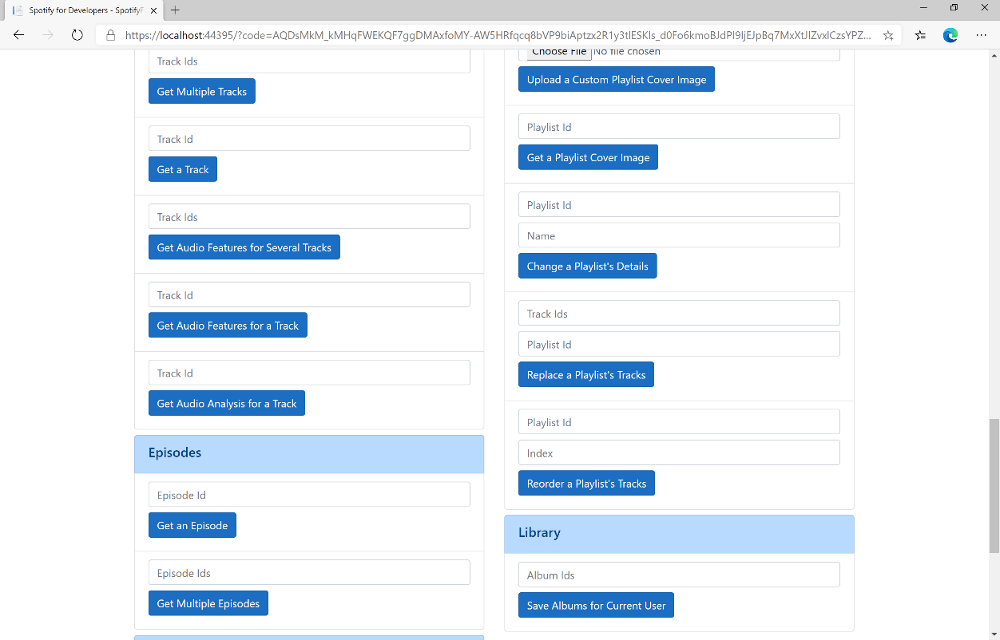 Spotify for Developers - SpotifyF
https://localhost:44395/?code=AQDsMkM_kMHqFWEKQF7ggDMAxfoMY-AW5HRfqcq8bVP9biAptzx2R1y3tlESKIs_d0Fo6kmoBJdPI9IjEJpBq7MxXtJIZvxlCzsYPZ...
Track Ids
Get Multiple Tracks
Track Id
Get a Track
Track Ids
Get Audio Features for Several Tracks
Track Id
Get Audio Features for a Track
Track Id
Get Audio Analysis for a Track
Episodes
Episode Id
Get an Episode
Episode Ids
Get Multiple Episodes
Choose File No file chosen
Upload a Custom Playlist Cover Image
Playlist Id
Get a Playlist Cover Image
Playlist Id
Name
Change a Playlist's Details
Track Ids
Playlist Id
Replace a Playlist's Tracks
Playlist Id
Index
Reorder a Playlist's Tracks
Library
Album Ids
Save Albums for Current User